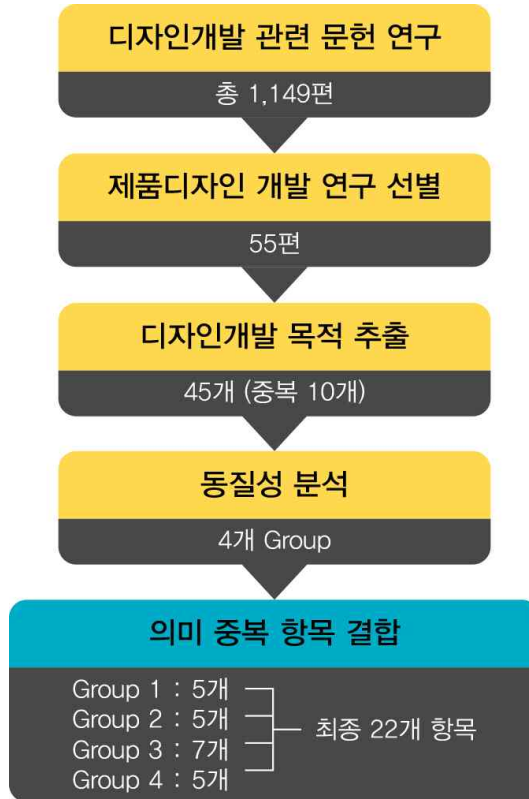 디자인개발 관련 문헌 연구
총 1,149편
제품디자인 개발 연구 선별
55편
디자인개발 목적 추출
45개 (중복 10개)
동질성 분석
4개 Group
의미 중복 항목 결합
Group 1 : 5개
Group 2 : 5개
Group 3 : 7개
Group 4 : 5개
최종 22개 항목